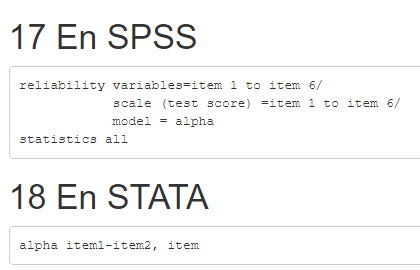 17 En SPSS
reliability variables=item 1 to item 6/
scale (test score) =item 1 to item 6/
model = alpha
statistics all
18 En STATA
alpha item1-item2, item